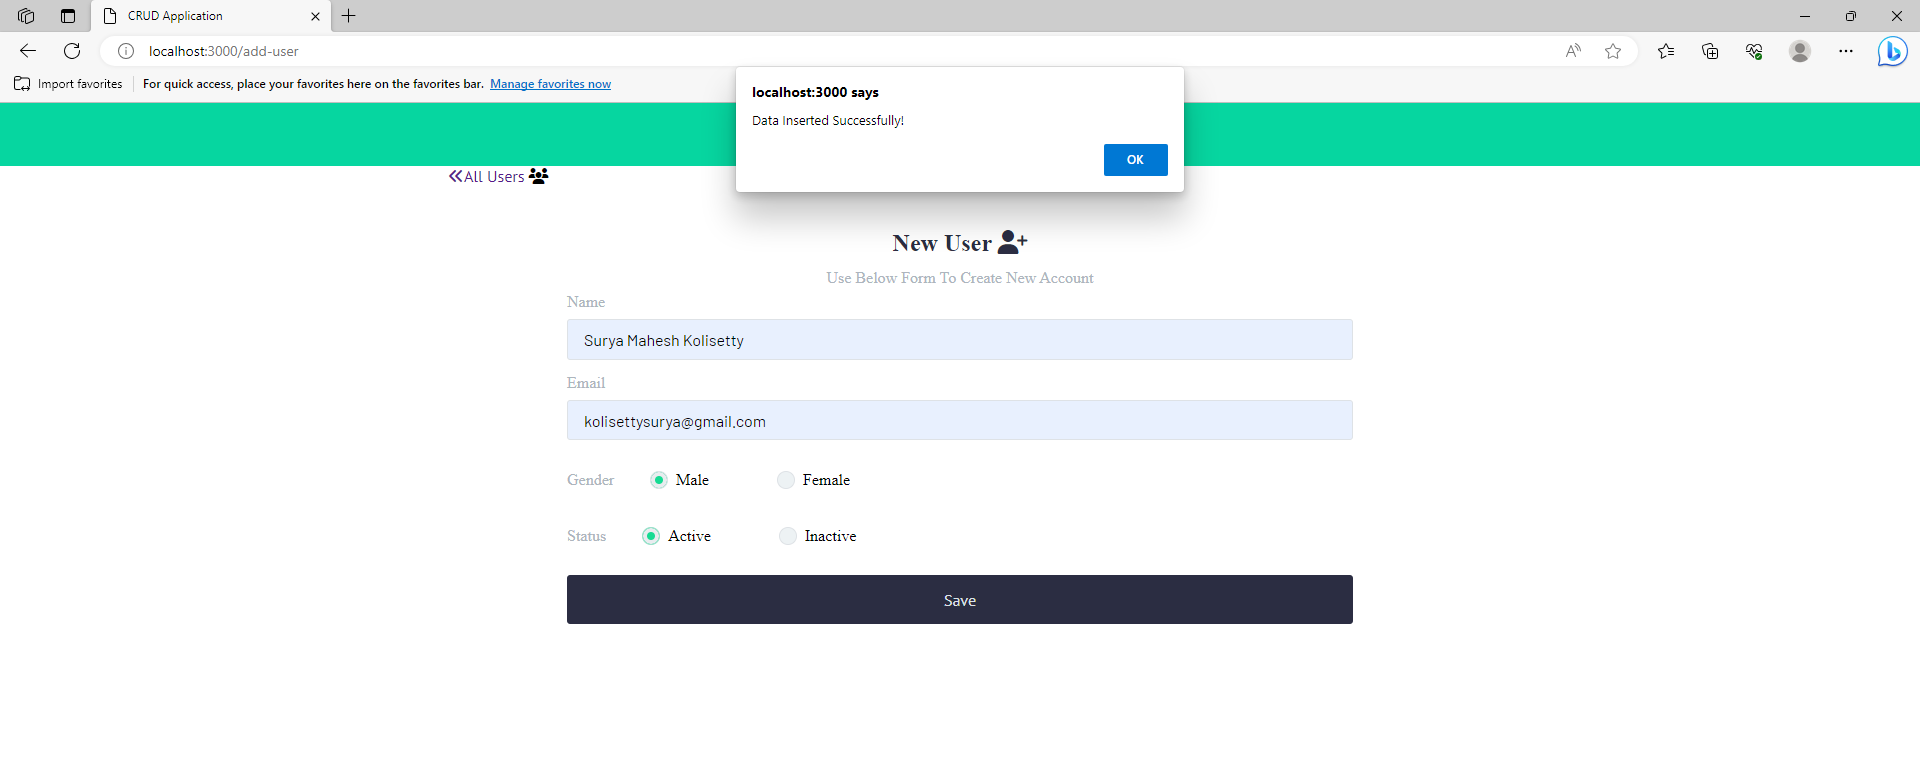 CRUD Application
localhost:3000/add-user
Import favorites
For quick access, place your favorites here on the favorites bar. Manage favorites now
localhost:3000 says
Data Inserted Successfully!
OK
All Users
New User
Use Below Form To Create New Account
Name
Surya Mahesh Kolisetty
Email
kolisettysurya@gmail.com
Gender Male Female
Status Active Inactive
Save